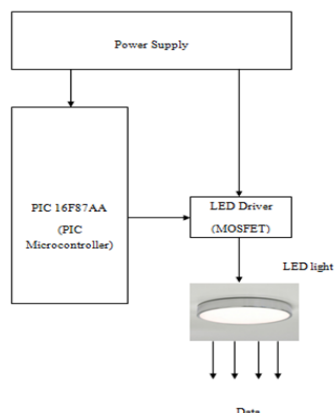 Power Supply
PIC 16F87AA
(PIC
Microcontroller)
LED Driver
(MOSFET)
LED light
Data